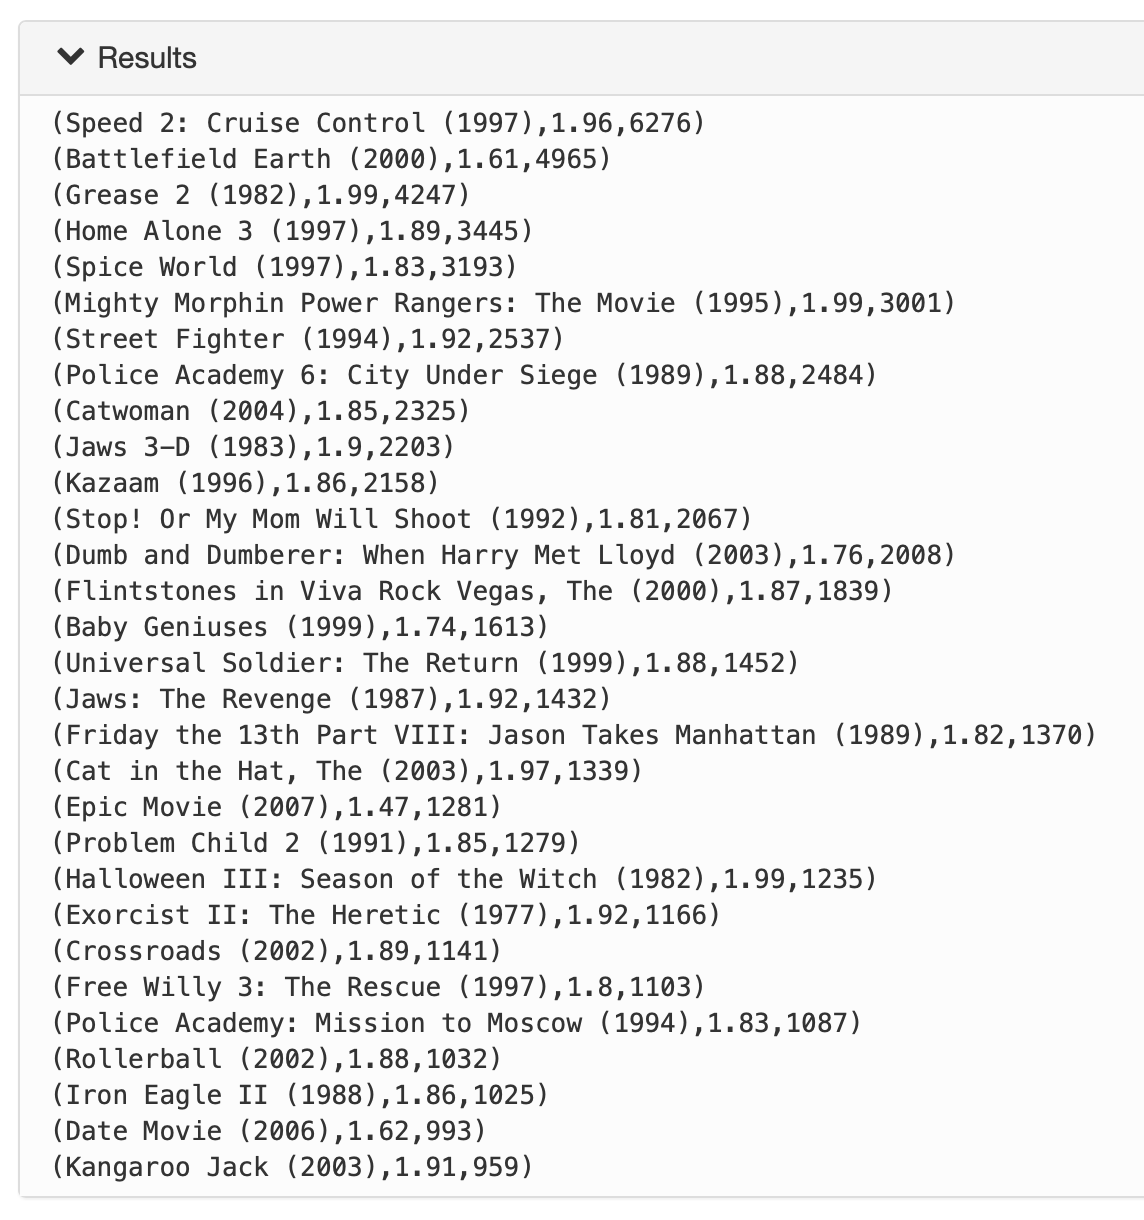 Results
(Speed 2: Cruise Control (1997),1.96,6276)
(Battlefield Earth (2000),1.61,4965)
(Grease 2 (1982),1.99,4247)
(Home Alone 3 (1997),1.89,3445)
(Spice World (1997),1.83,3193)
(Mighty Morphin Power Rangers: The Movie (1995),1.99,3001)
(Street Fighter (1994),1.92,2537)
(Police Academy 6: City Under Siege (1989),1.88,2484)
(Catwoman (2004),1.85,2325)
(Jaws 3-D (1983),1.9,2203)
(Kazaam (1996),1.86,2158)
(Stop! Or My Mom Will Shoot (1992),1.81,2067)
(Dumb and Dumberer: When Harry Met Lloyd (2003),1.76,2008)
(Flintstones in Viva Rock Vegas, The (2000),1.87,1839)
(Baby Geniuses (1999),1.74,1613)
(Universal Soldier: The Return (1999),1.88,1452)
(Jaws: The Revenge (1987),1.92,1432)
(Friday the 13th Part VIII: Jason Takes Manhattan (1989),1.82,1370)
(Cat in the Hat, The (2003),1.97,1339)
(Epic Movie (2007),1.47,1281)
(Problem Child 2 (1991),1.85,1279)
(Halloween III: Season of the Witch (1982),1.99,1235)
(Exorcist II: The Heretic (1977),1.92,1166)
(Crossroads (2002),1.89,1141)
(Free Willy 3: The Rescue (1997),1.8,1103)
(Police Academy: Mission to Moscow (1994),1.83,1087)
(Rollerball (2002),1.88,1032)
(Iron Eagle II (1988),1.86,1025)
(Date Movie (2006),1.62,993)
(Kangaroo Jack (2003),1.91,959)